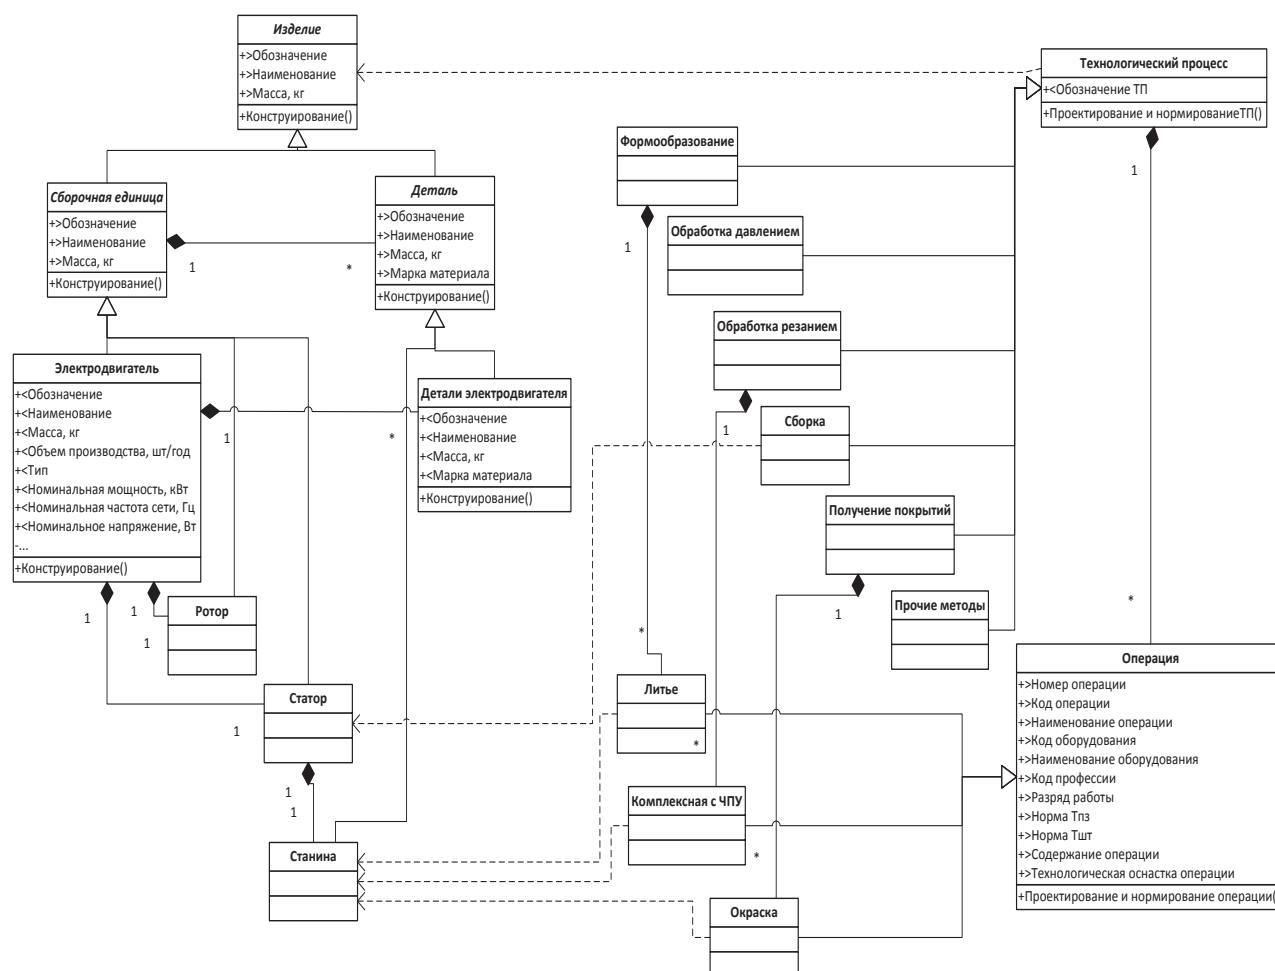 Изделие
+>Обозначение
+>Наименование
+>Масса, кг
+Конструирование()
Технологический процесс
+<Обозначение ТП
+Проектирование и нормированиеТП()
1
Сборочная единица
+>Обозначение
+>Наименование
+>Масса, кг
+Конструирование()
1
*
Деталь
+>Обозначение
+>Наименование
+>Масса, кг
+>Марка материала
+Конструирование()
Формообразование
1
Обработка давлением
Обработка резанием
1
Сборка
Получение покрытий
1
Прочие методы
*
Электродвигатель
+<Обозначение
+<Наименование
+<Масса, кг
+<Объем производства, шт/год
+<Тип
+<Номинальная мощность, кВт
+<Номинальная частота сети, Гц
+<Номинальное напряжение, Вт
-...
+Конструирование()
1
*
Детали электродвигателя
+<Обозначение
+<Наименование
+<Масса, кг
+<Марка материала
+Конструирование()
1
1
1
Ротор
Статор
1
1
1
Станина
*
Литье
*
Комплексная с ЧПУ
*
Окраска
Операция
+>Номер операции
+>Код операции
+>Наименование операции
+>Код оборудования
+>Наименование оборудования
+>Код профессии
+>Разряд работы
+>Норма Тпз
+>Норма Тшт
+>Содержание операции
+>Технологическая оснастка операции
+Проектирование и нормирование операции(